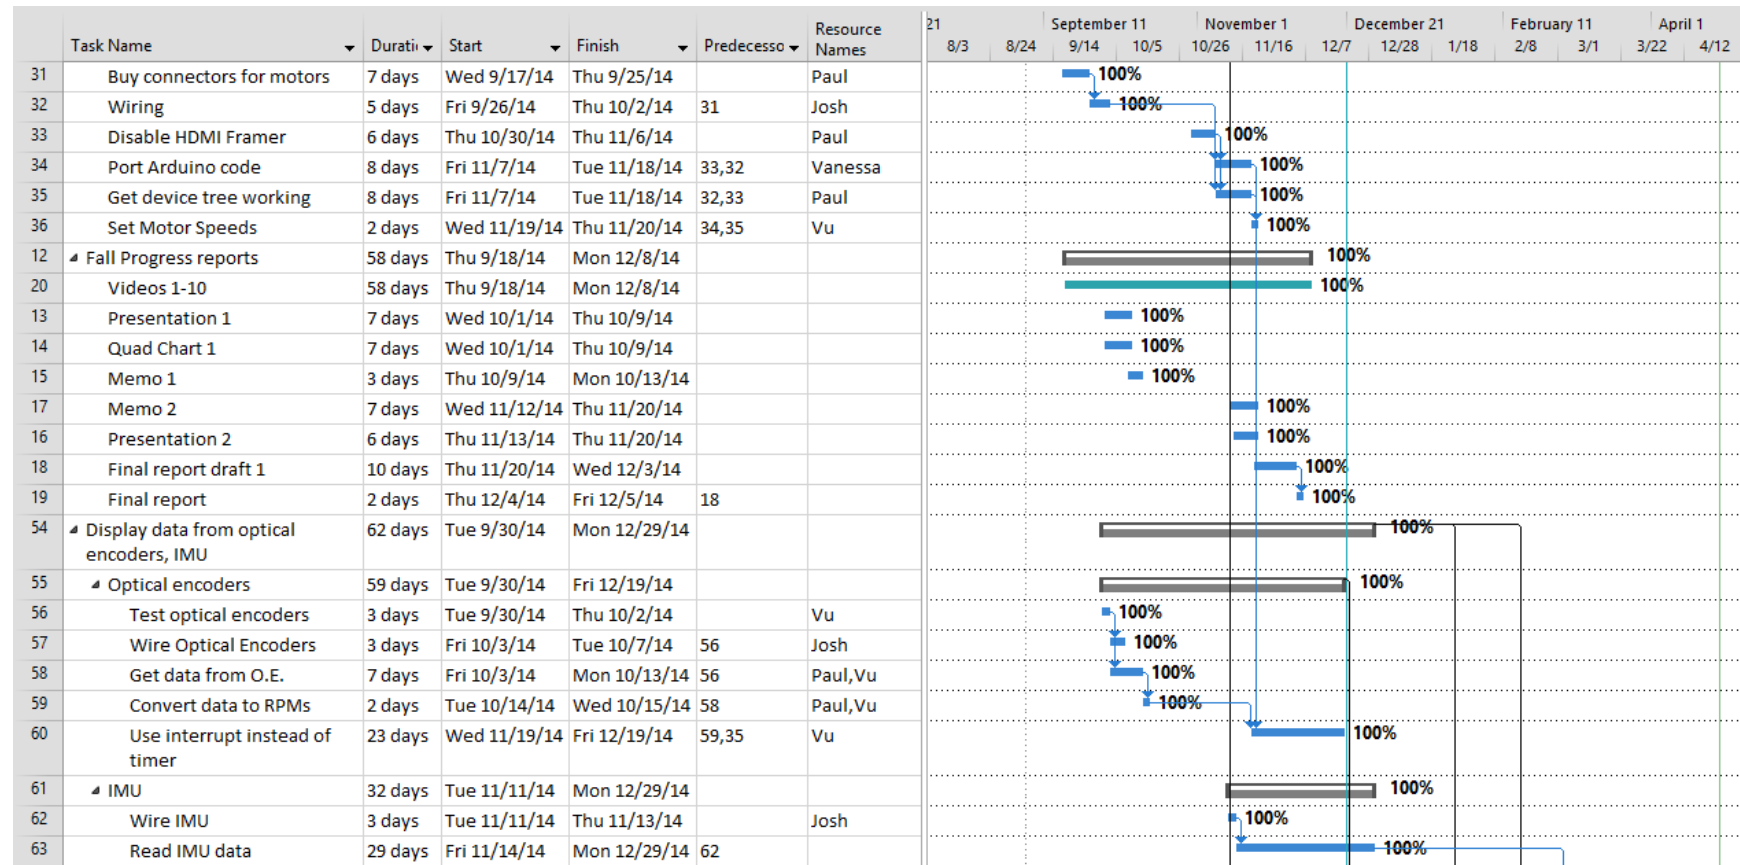 21 September 11 November 1 December 21 February 11 April 1
Task Name Durati Start Finish Predecesso Resource Names 8/3 8/24 9/14 10/5 10/26 11/16 12/7 12/28 1/18 2/8 3/1 3/22 4/12
31 Buy connectors for motors 7 days Wed 9/17/14 Thu 9/25/14 Paul 100%
32 Wiring 5 days Fri 9/26/14 Thu 10/2/14 31 Josh 100%
33 Disable HDMI Framer 6 days Thu 10/30/14 Thu 11/6/14 Paul 100%
34 Port Arduino code 8 days Fri 11/7/14 Tue 11/18/14 33,32 Vanessa 100%
35 Get device tree working 8 days Fri 11/7/14 Tue 11/18/14 32,33 Paul 100%
36 Set Motor Speeds 2 days Wed 11/19/14 Thu 11/20/14 34,35 Vu 100%
12 Fall Progress reports 58 days Thu 9/18/14 Mon 12/8/14 100%
20 Videos 1-10 58 days Thu 9/18/14 Mon 12/8/14 100%
13 Presentation 1 7 days Wed 10/1/14 Thu 10/9/14 100%
14 Quad Chart 1 7 days Wed 10/1/14 Thu 10/9/14 100%
15 Memo 1 3 days Thu 10/9/14 Mon 10/13/14 100%
17 Memo 2 7 days Wed 11/12/14 Thu 11/20/14 100%
16 Presentation 2 6 days Thu 11/13/14 Thu 11/20/14 100%
18 Final report draft 1 10 days Thu 11/20/14 Wed 12/3/14 100%
19 Final report 2 days Thu 12/4/14 Fri 12/5/14 18 100%
54 Display data from optical 62 days Tue 9/30/14 Mon 12/29/14 100%
encoders, IMU
55 Optical encoders 59 days Tue 9/30/14 Fri 12/19/14 100%
56 Test optical encoders 3 days Tue 9/30/14 Thu 10/2/14 Vu 100%
57 Wire Optical Encoders 3 days Fri 10/3/14 Tue 10/7/14 56 Josh 100%
58 Get data from O.E. 7 days Fri 10/3/14 Mon 10/13/14 56 Paul,Vu 100%
59 Convert data to RPMs 2 days Tue 10/14/14 Wed 10/15/14 58 Paul,Vu 100%
60 Use interrupt instead of 23 days Wed 11/19/14 Fri 12/19/14 59,35 Vu 100%
timer
61 IMU 32 days Tue 11/11/14 Mon 12/29/14 100%
62 Wire IMU 3 days Tue 11/11/14 Thu 11/13/14 Josh 100%
63 Read IMU data 29 days Fri 11/14/14 Mon 12/29/14 62 100%